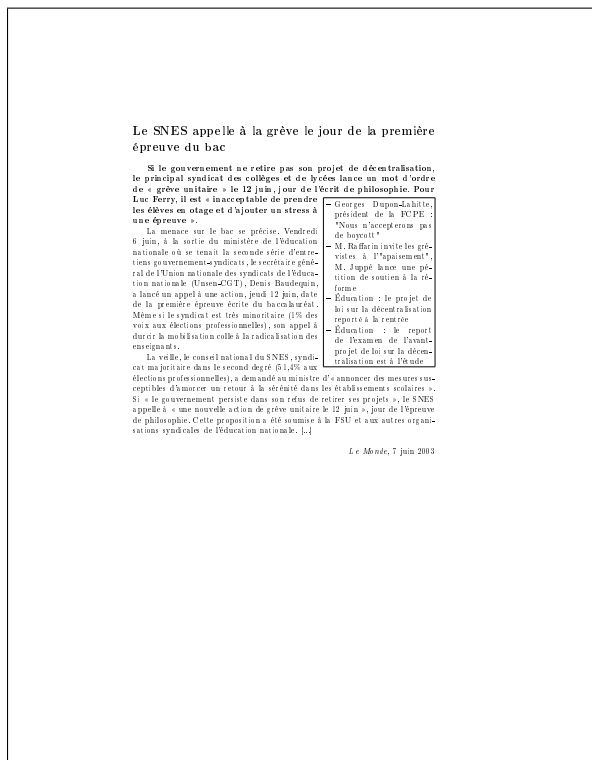 Le SNES appelle à la grève le jour de la première
épreuve du bac
Si le gouvernement ne retire pas son projet de décentralisation,
le principal syndicat des collèges et de lycées lance un mot d'ordre
de « grève unitaire » le 12 juin, jour de l'écrit de philosophie. Pour
Luc Ferry, il est « inacceptable de prendre
les élèves en otage et d'ajouter un stress à
une épreuve ».
La menace sur le bac se précise. Vendredi
6 juin, à la sortie du ministère de l'éducation
nationale où se tenait la seconde série d'entre-
tiens gouvernement-syndicats, le secrétaire géné-
ral de l'Union nationale des syndicats de l'éduca-
tion nationale (Unsen-CGT), Denis Baudequin,
a lancé un appel à une action, jeudi 12 juin, date
de la première épreuve écrite du baccalauréat.
Même si le syndicat est très minoritaire (1% des
voix aux élections professionnelles), son appel à
durcir la mobilisation colle à la radicalisation des
enseignants.
La veille, le conseil national du SNES, syndi-
cat majoritaire dans le second degré (51,4% aux
élections professionnelles), a demandé au ministre d'« annoncer des mesures sus-
ceptibles d'amorcer un retour à la sérénité dans les établissements scolaires ».
Si « le gouvernement persiste dans son refus de retirer ses projets », le SNES
appelle à « une nouvelle action de grève unitaire le 12 juin », jour de l'épreuve
de philosophie. Cette proposition a été soumise à la FSU et aux autres organi-
sations syndicales de l'éducation nationale. [...]
– Georges Dupon-Lahitte,
président de la FCPE :
"Nous n'accepterons pas
de boycott"
– M. Raffarin invite les gré-
vistes à l'"apaisement",
M. Juppé lance une pé-
tition de soutien à la ré-
forme
– Éducation : le projet de
loi sur la décentralisation
reporté à la rentrée
– Éducation : le report
de l'examen de l'avant-
projet de loi sur la décen-
tralisation est à l'étude
Le Monde, 7 juin 2003